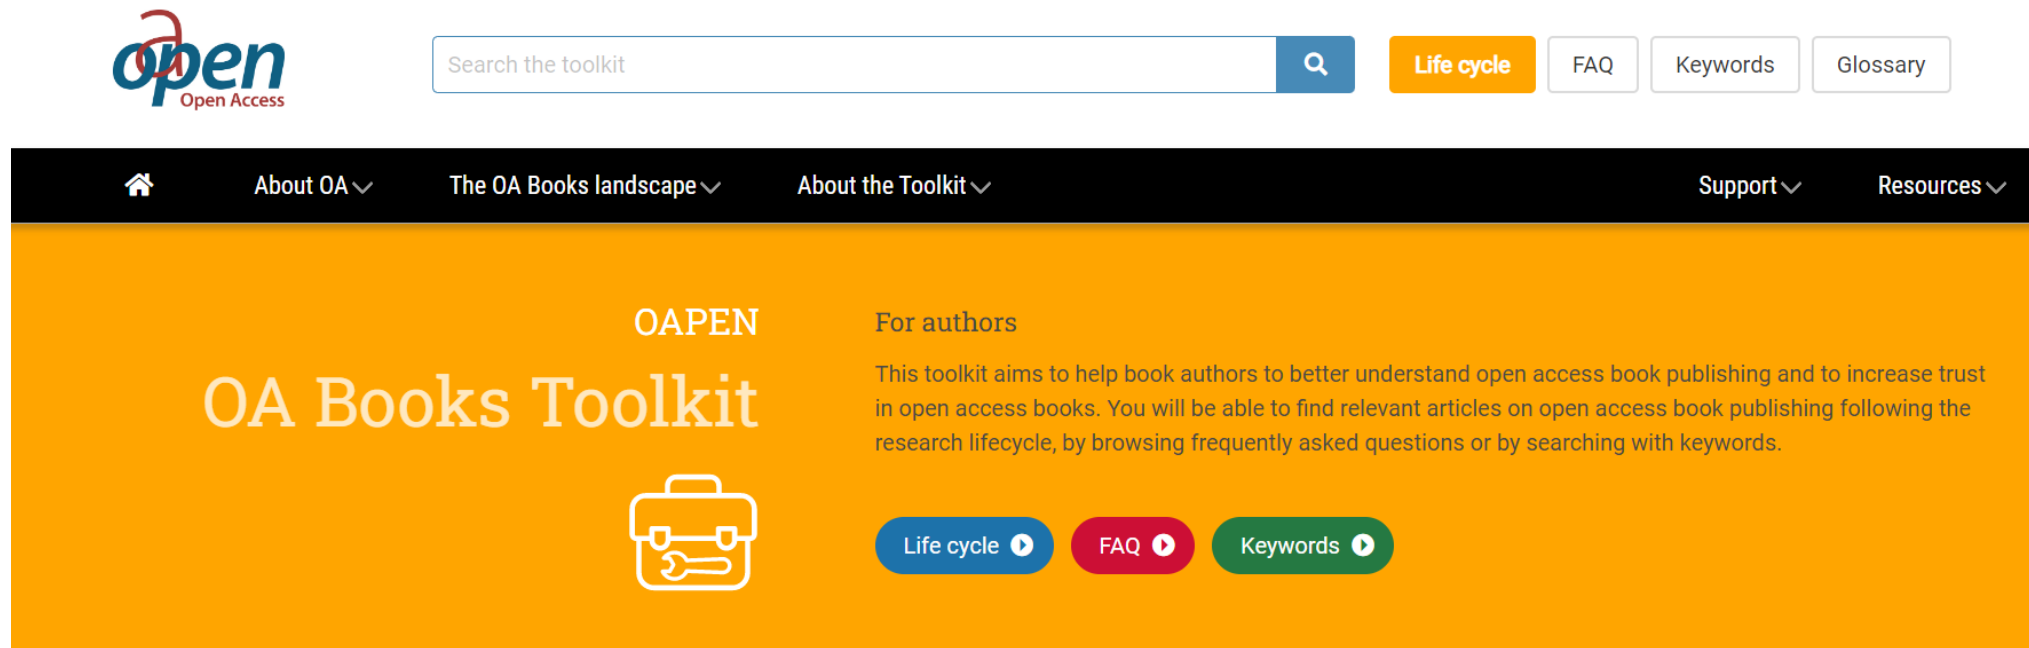 oapen
Open Access
Search the toolkit
Life cycle
FAQ
Keywords
Glossary
About OA
The OA Books landscape
About the Toolkit
Support
Resources
OAPEN
OA Books Toolkit
For authors
This toolkit aims to help book authors to better understand open access book publishing and to increase trust
in open access books. You will be able to find relevant articles on open access book publishing following the
research lifecycle, by browsing frequently asked questions or by searching with keywords.
Life cycle
FAQ
Keywords